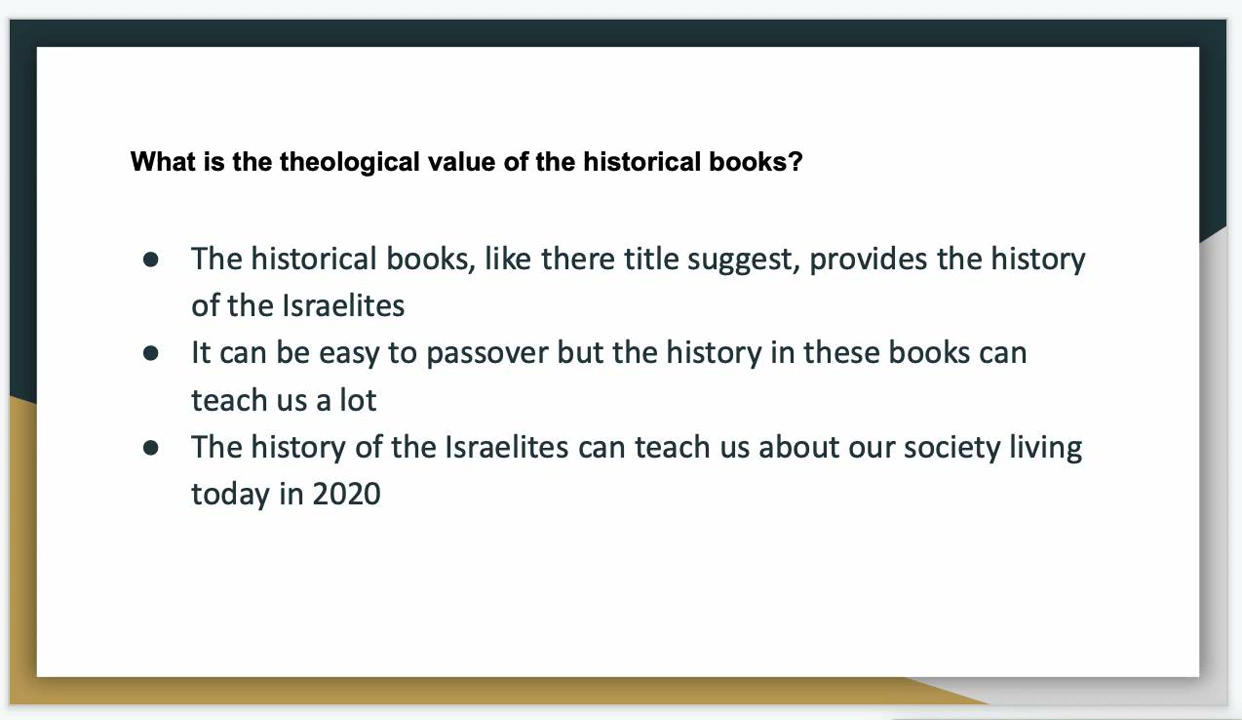 What is the theological value of the historical books?
● The historical books, like there title suggest, provides the history
of the Israelites
● It can be easy to passover but the history in these books can
teach us a lot
● The history of the Israelites can teach us about our society living
today in 2020